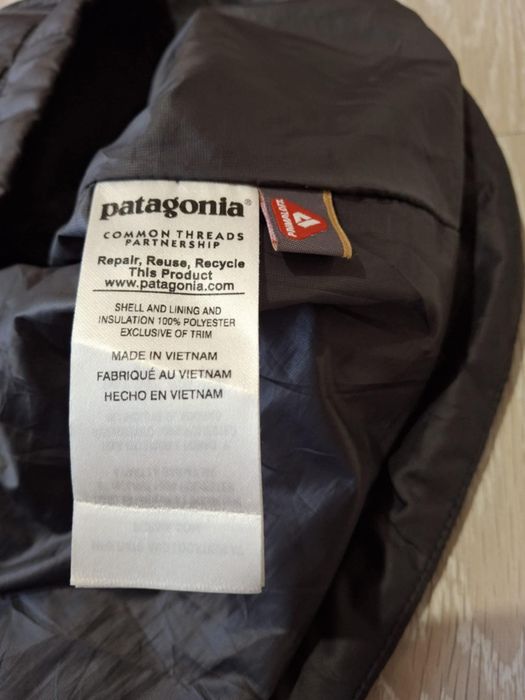 patagonia®
COMMON THREADS
PARTNERSHIP
Repair, Reuse, Recycle
This Product
www.patagonia.com
SHELL AND LINING AND
INSULATION 100% POLYESTER
EXCLUSIVE OF TRIM
MADE IN VIETNAM
FABRIQUÉ AU VIETNAM
HECHO EN VIETNAM
PRIMALOFT